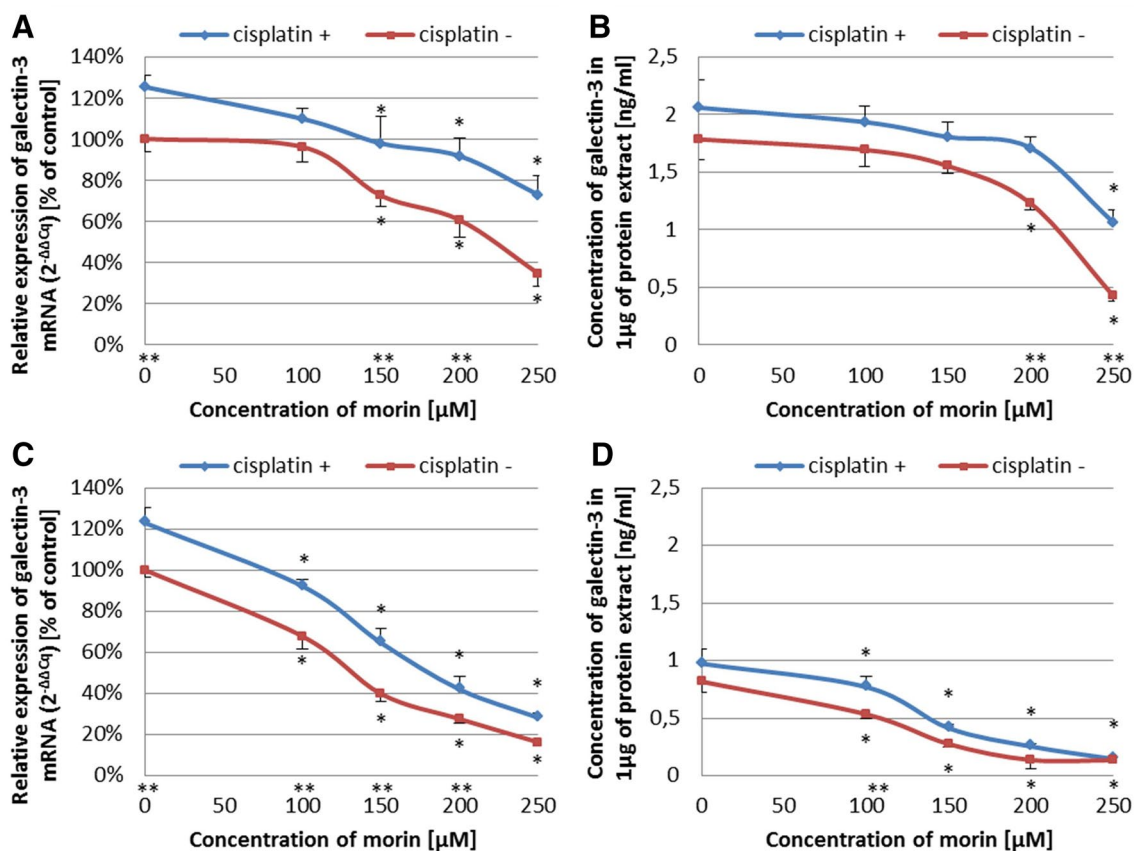 A
cisplatin + cisplatin -
Relative expression of galectin-3
mRNA (2^-ΔΔCq) [% of control]
140%
120%
100%
80%
60%
40%
20%
0%
* *
*
*
*
*
** ** **
0 50 100 150 200 250
Concentration of morin [µM]
B
cisplatin + cisplatin -
Concentration of galectin-3 in
1µg of protein extract [ng/ml]
2,5
2
1,5
1
0,5
0
*
*
*
** **
0 50 100 150 200 250
Concentration of morin [µM]
C
cisplatin + cisplatin -
Relative expression of galectin-3
mRNA (2^-ΔΔCq) [% of control]
140%
120%
100%
80%
60%
40%
20%
0%
*
*
*
*
*
*
*
*
** ** ** **
0 50 100 150 200 250
Concentration of morin [µM]
D
cisplatin + cisplatin -
Concentration of galectin-3 in
1µg of protein extract [ng/ml]
2,5
2
1,5
1
0,5
0
*
*
*
*
*
*
* *
**
0 50 100 150 200 250
Concentration of morin [µM]